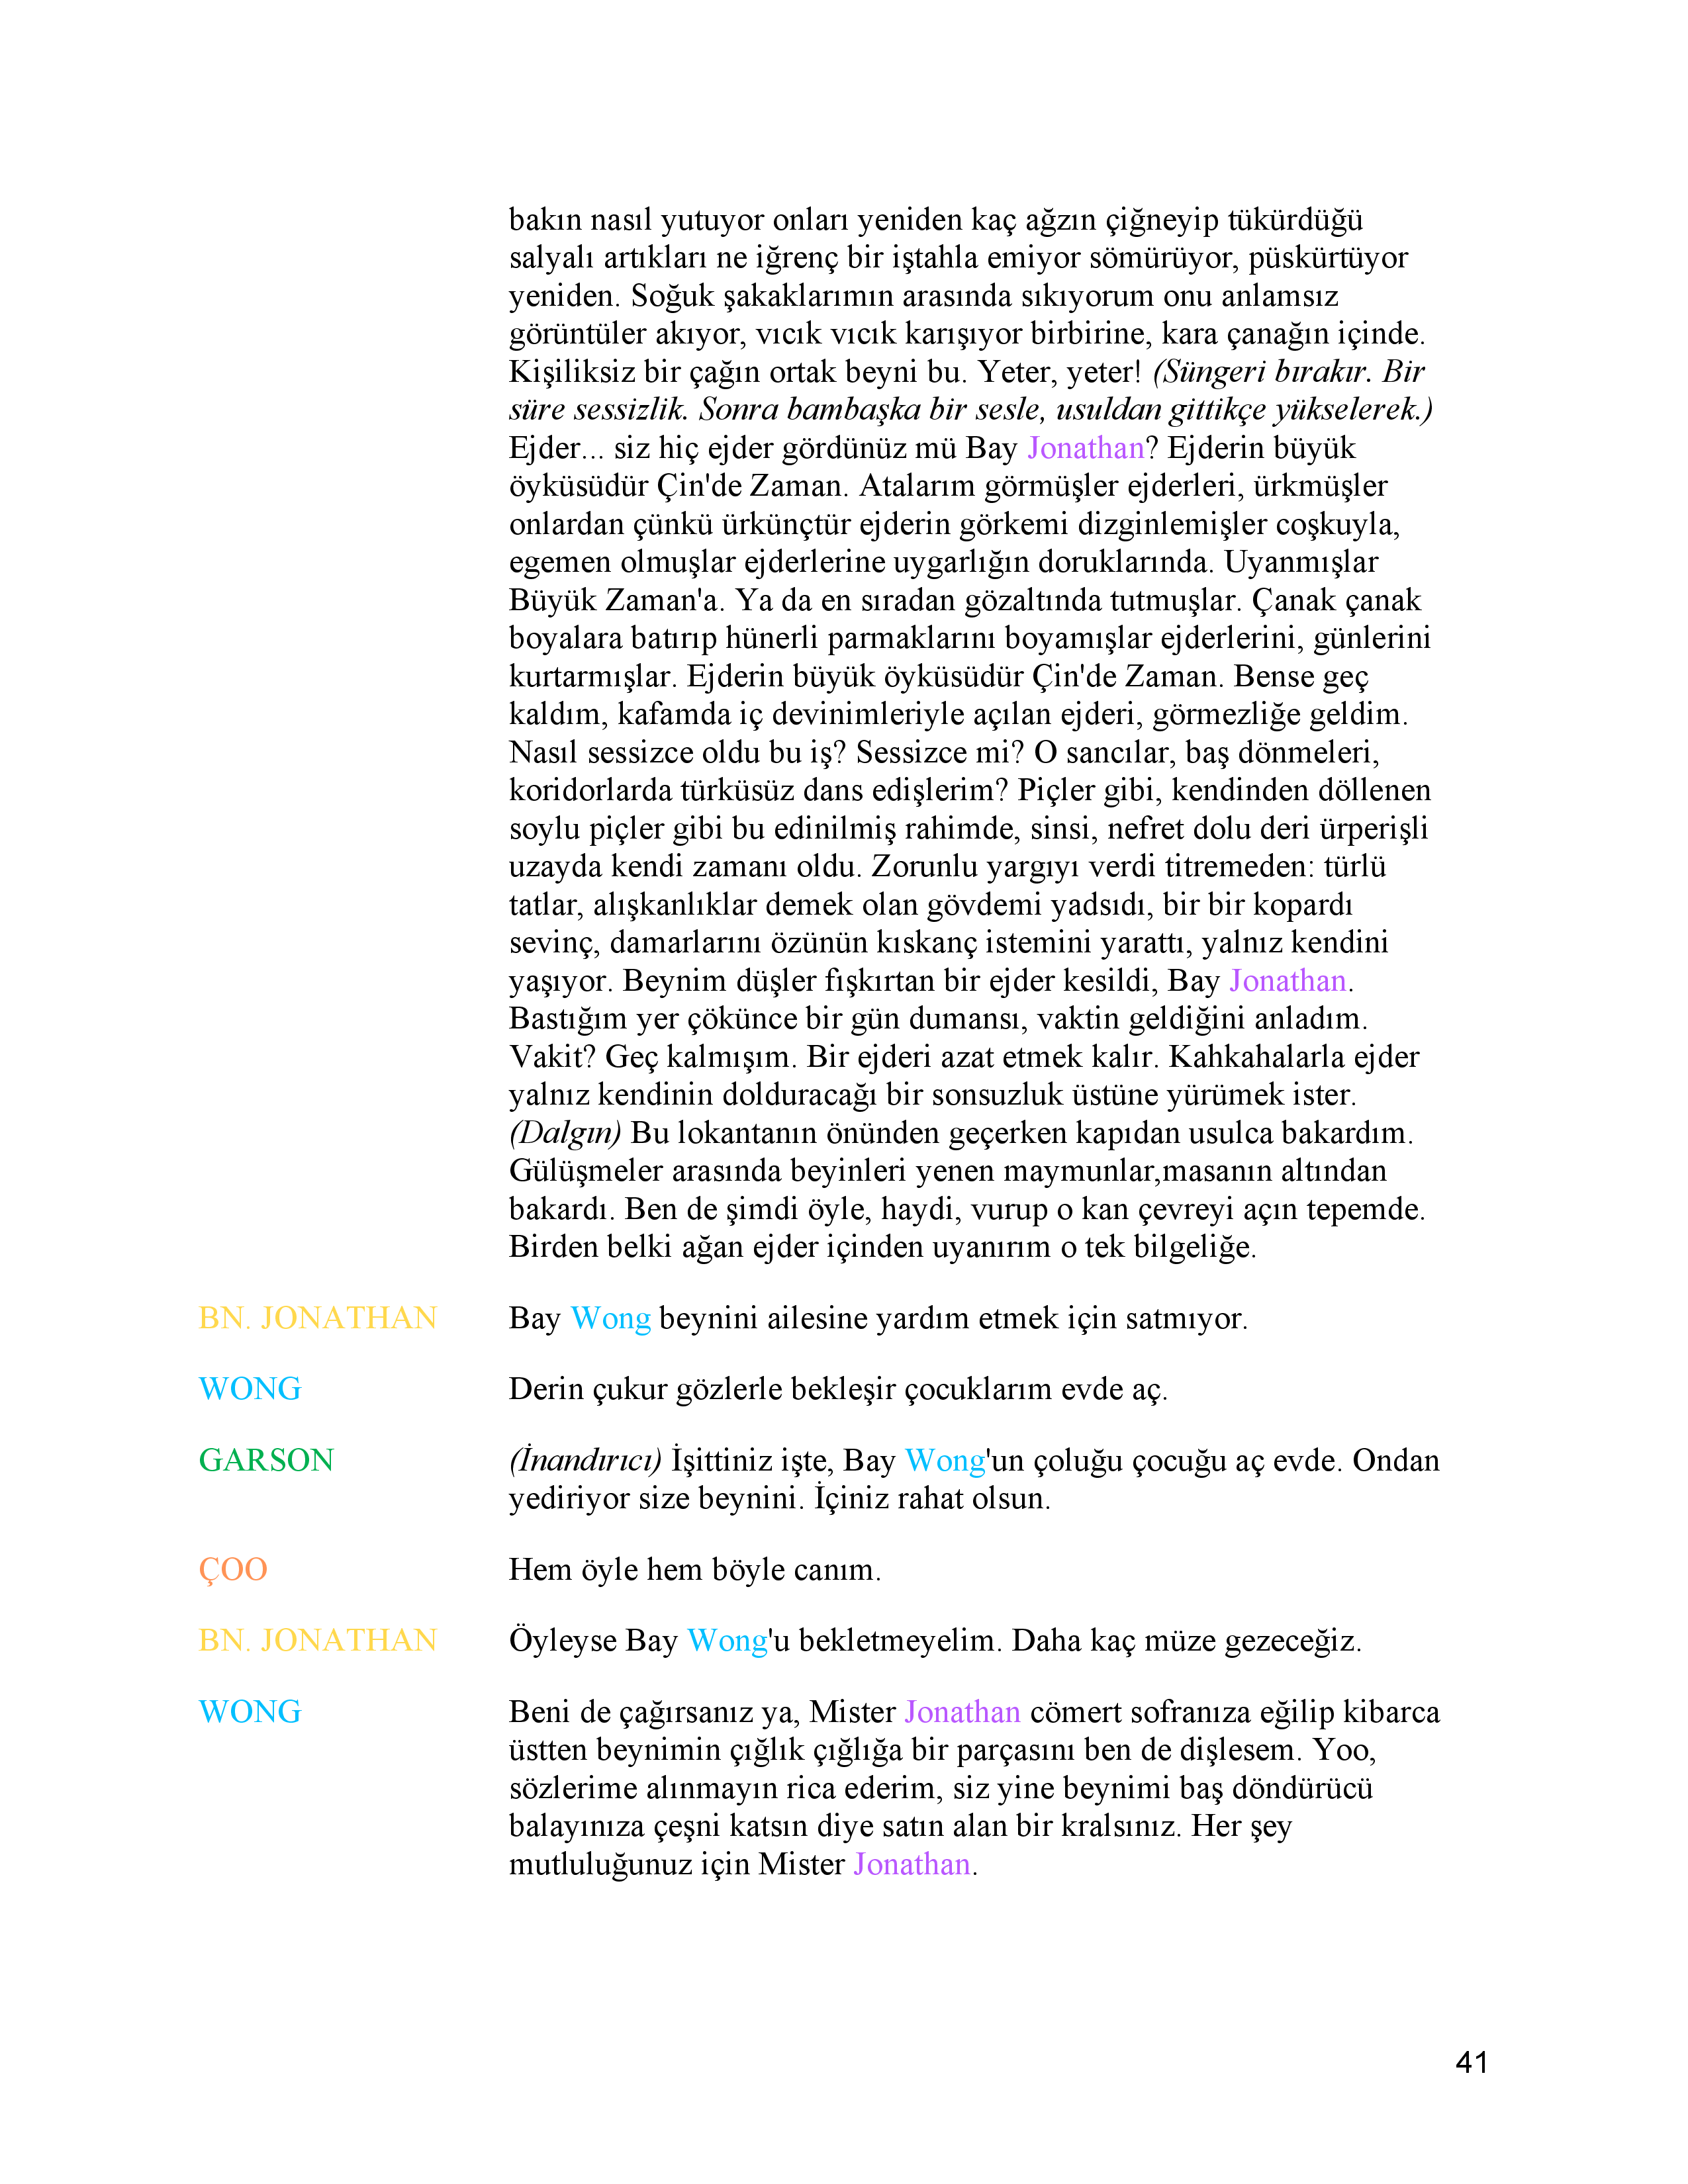 bakın nasıl yutuyor onları yeniden kaç ağzın çiğneyip tükürdüğü
salyalı artıkları ne iğrenç bir iştahla emiyor sömürüyor, püskürtüyor
yeniden. Soğuk şakaklarımın arasında sıkıyorum onu anlamsız
görüntüler akıyor, vıcık vıcık karışıyor birbirine, kara çanağın içinde.
Kişiliksiz bir çağın ortak beyni bu. Yeter, yeter! (Süngeri bırakır. Bir
süre sessizlik. Sonra bambaşka bir sesle, usuldan gittikçe yükselerek.)
Ejder... siz hiç ejder gördünüz mü Bay Jonathan? Ejderin büyük
öyküsüdür Çin'de Zaman. Atalarım görmüşler ejderleri, ürkmüşler
onlardan çünkü ürkünçtür ejderin görkemi dizginlemişler coşkuyla,
egemen olmuşlar ejderlerine uygarlığın doruklarında. Uyanmışlar
Büyük Zaman'a. Ya da en sıradan gözaltında tutmuşlar. Çanak çanak
boyalara batırıp hünerli parmaklarını boyamışlar ejderlerini, günlerini
kurtarmışlar. Ejderin büyük öyküsüdür Çin'de Zaman. Bense geç
kaldım, kafamda iç devinimleriyle açılan ejderi, görmezliğe geldim.
Nasıl sessizce oldu bu iş? Sessizce mi? O sancılar, baş dönmeleri,
koridorlarda türküsüz dans edişlerim? Piçler gibi, kendinden döllenen
soylu piçler gibi bu edinilmiş rahimde, sinsi, nefret dolu deri ürperişli
uzayda kendi zamanı oldu. Zorunlu yargıyı verdi titremeden: türlü
tatlar, alışkanlıklar demek olan gövdemi yadsıdı, bir bir kopardı
sevinç, damarlarını özünün kıskanç istemini yarattı, yalnız kendini
yaşıyor. Beynim düşler fışkırtan bir ejder kesildi, Bay Jonathan.
Bastığım yer çökünce bir gün dumansı, vaktin geldiğini anladım.
Vakit? Geç kalmışım. Bir ejderi azat etmek kalır. Kahkahalarla ejder
yalnız kendinin dolduracağı bir sonsuzluk üstüne yürümek ister.
(Dalgın) Bu lokantanın önünden geçerken kapıdan usulca bakardım.
Gülüşmeler arasında beyinleri yenen maymunlar,masanın altından
bakardı. Ben de şimdi öyle, haydi, vurup o kan çevreyi açın tepemde.
Birden belki ağan ejder içinden uyanırım o tek bilgeliğe.
BN. JONATHAN Bay Wong beynini ailesine yardım etmek için satmıyor.
WONG Derin çukur gözlerle bekleşir çocuklarım evde aç.
GARSON (İnandırıcı) İşittiniz işte, Bay Wong'un çoluğu çocuğu aç evde. Ondan
yediriyor size beynini. İçiniz rahat olsun.
ÇOO Hem öyle hem böyle canım.
BN. JONATHAN Öyleyse Bay Wong'u bekletmeyelim. Daha kaç müze gezeceğiz.
WONG Beni de çağırsanız ya, Mister Jonathan cömert sofranıza eğilip kibarca
üstten beynimin çığlık çığlığa bir parçasını ben de dişlesem. Yoo,
sözlerime alınmayın rica ederim, siz yine beynimi baş döndürücü
balayınıza çeşni katsın diye satın alan bir kralsınız. Her şey
mutluluğunuz için Mister Jonathan.
41